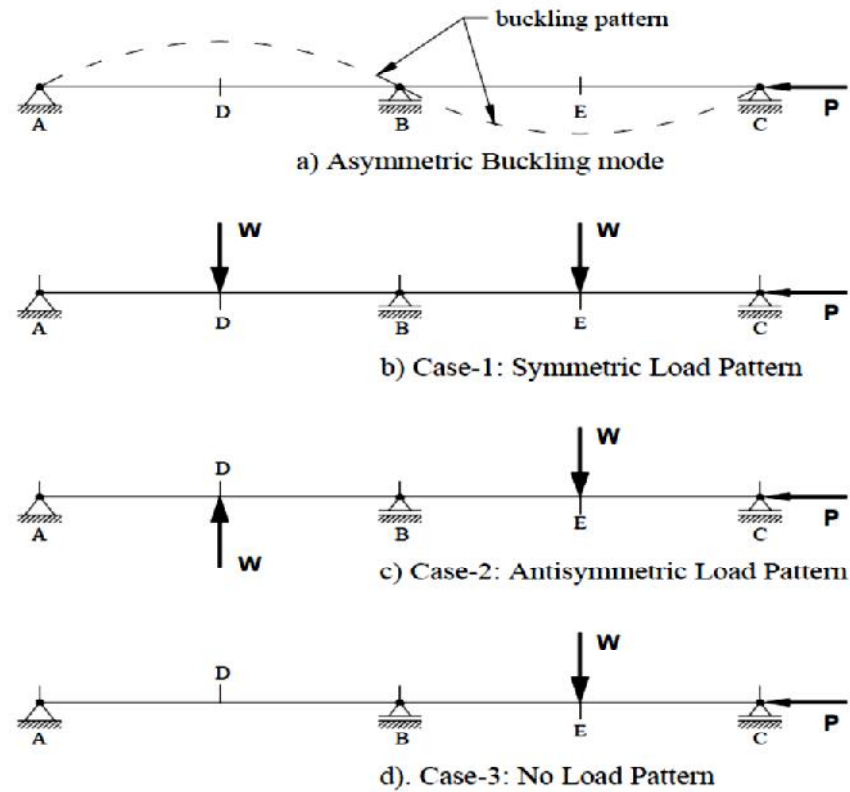 buckling pattern
A D B E C P
a) Asymmetric Buckling mode
W W
A D B E C P
b) Case-1: Symmetric Load Pattern
W
D
A B E C P
W
c) Case-2: Antisymmetric Load Pattern
W
D
A B E C P
d). Case-3: No Load Pattern